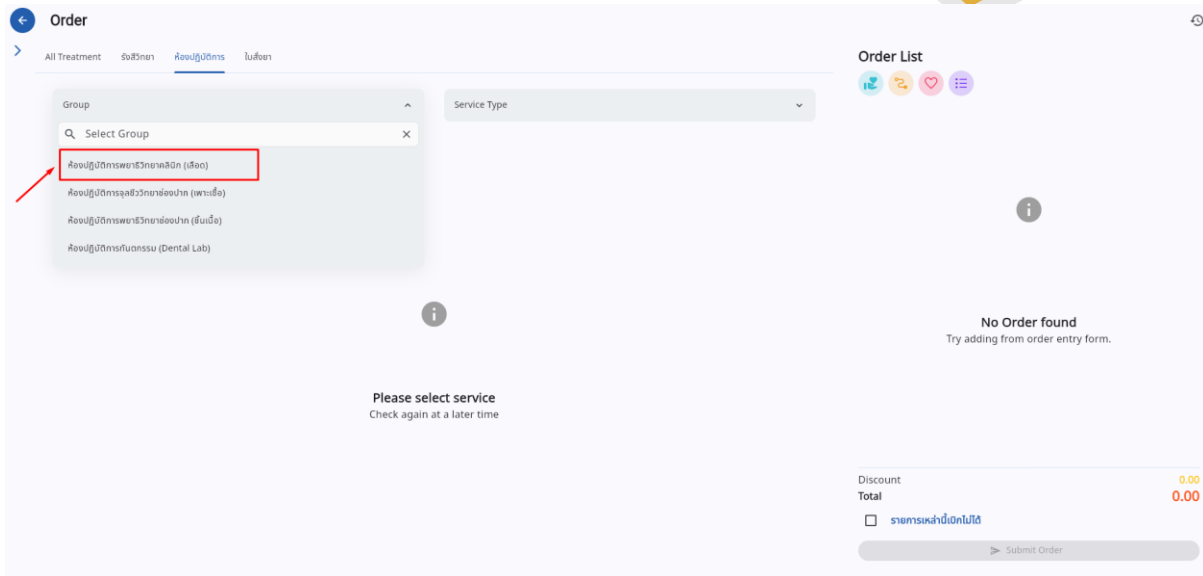 Order
All Treatment รังสีวิทยา ห้องปฏิบัติการ ใบสั่งยา
Group
Service Type
Select Group
ห้องปฏิบัติการพยาธิวิทยาคลินิก (เลือด)
ห้องปฏิบัติการจุลชีววิทยาช่องปาก (เพาะเชื้อ)
ห้องปฏิบัติการพยาธิวิทยาช่องปาก (ชิ้นเนื้อ)
ห้องปฏิบัติการทันตกรรม (Dental Lab)
Please select service
Check again at a later time
Order List
No Order found
Try adding from order entry form.
Discount 0.00
Total 0.00
รายการเหล่านี้เบิกไม่ได้
Submit Order